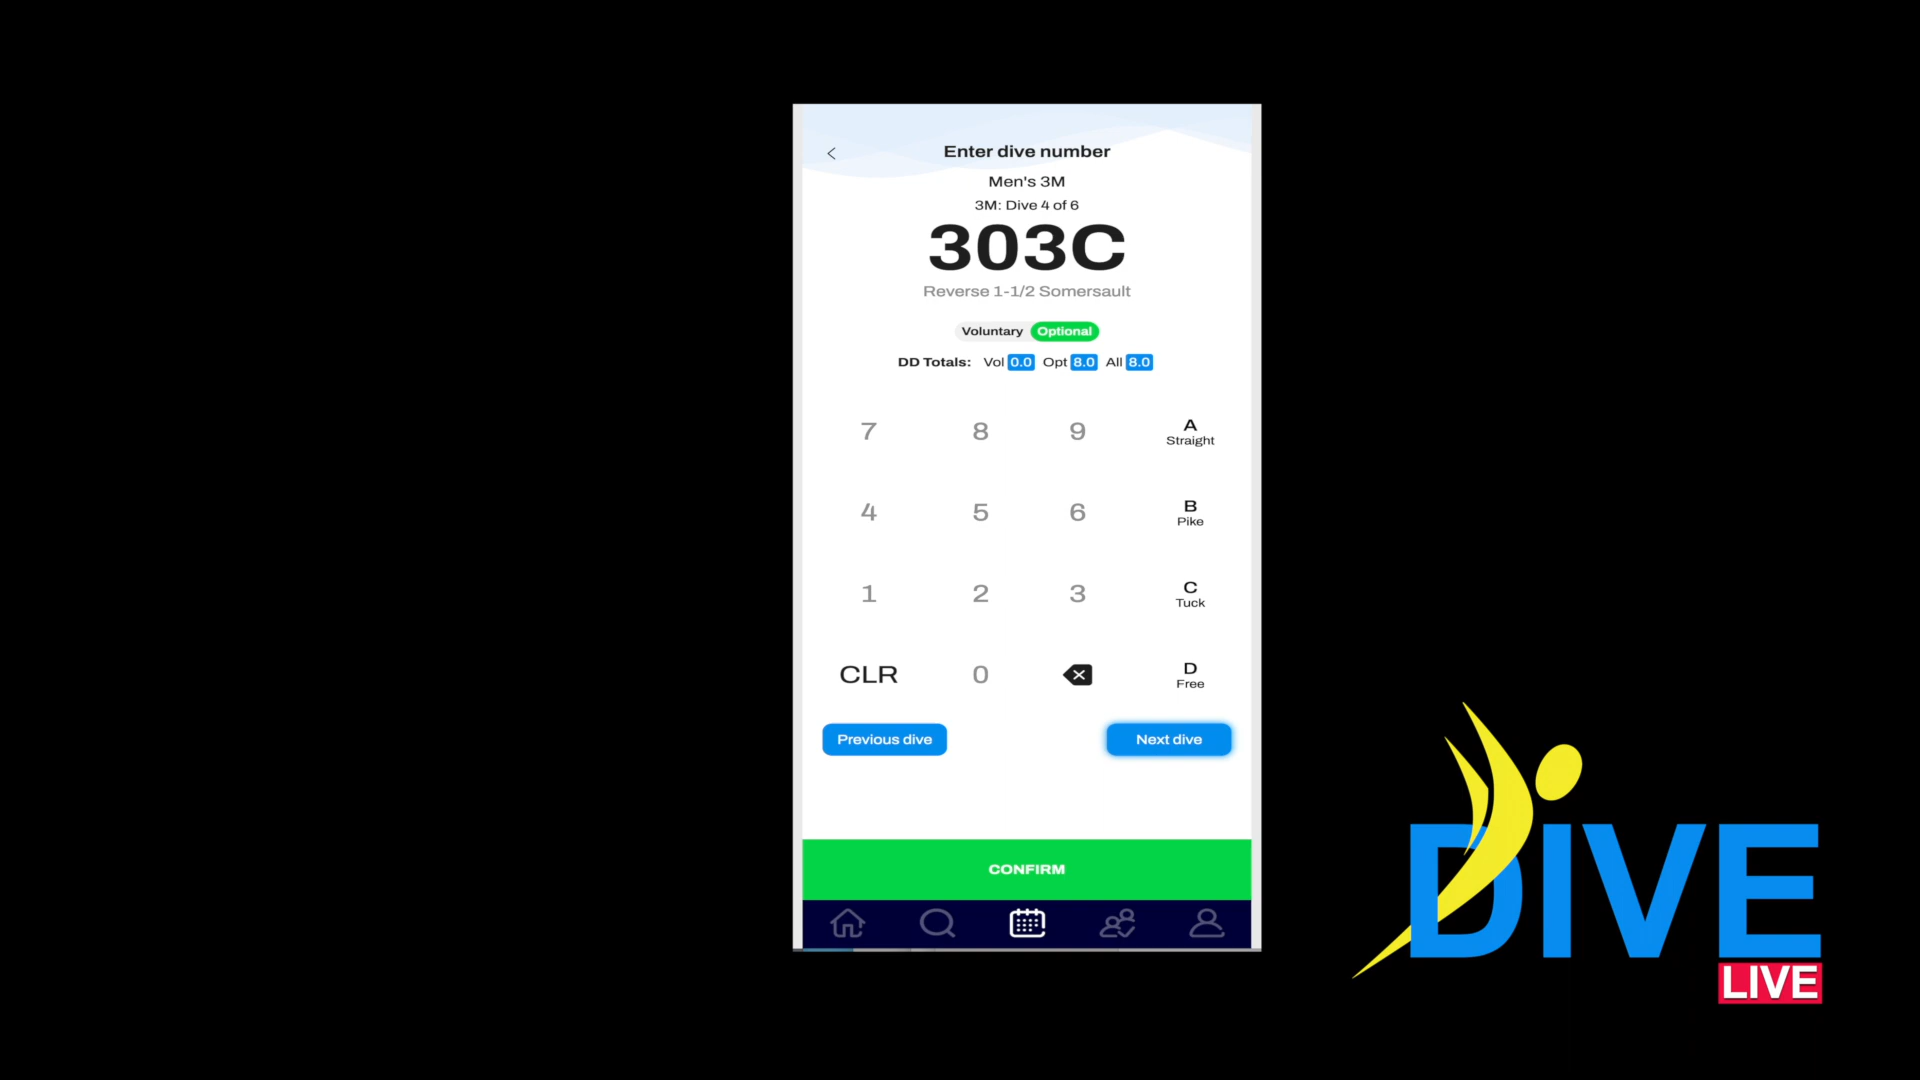 Enter dive number
Men's 3M
3M: Dive 4 of 6
303C
Reverse 1-1/2 Somersault
Voluntary Optional
DD Totals: Vol 0.0 Opt 8.0 All 8.0
7 8 9 A
Straight
4 5 6 B
Pike
1 2 3 C
Tuck
CLR 0 D
Free
Previous dive Next dive
CONFIRM
DIVE
LIVE